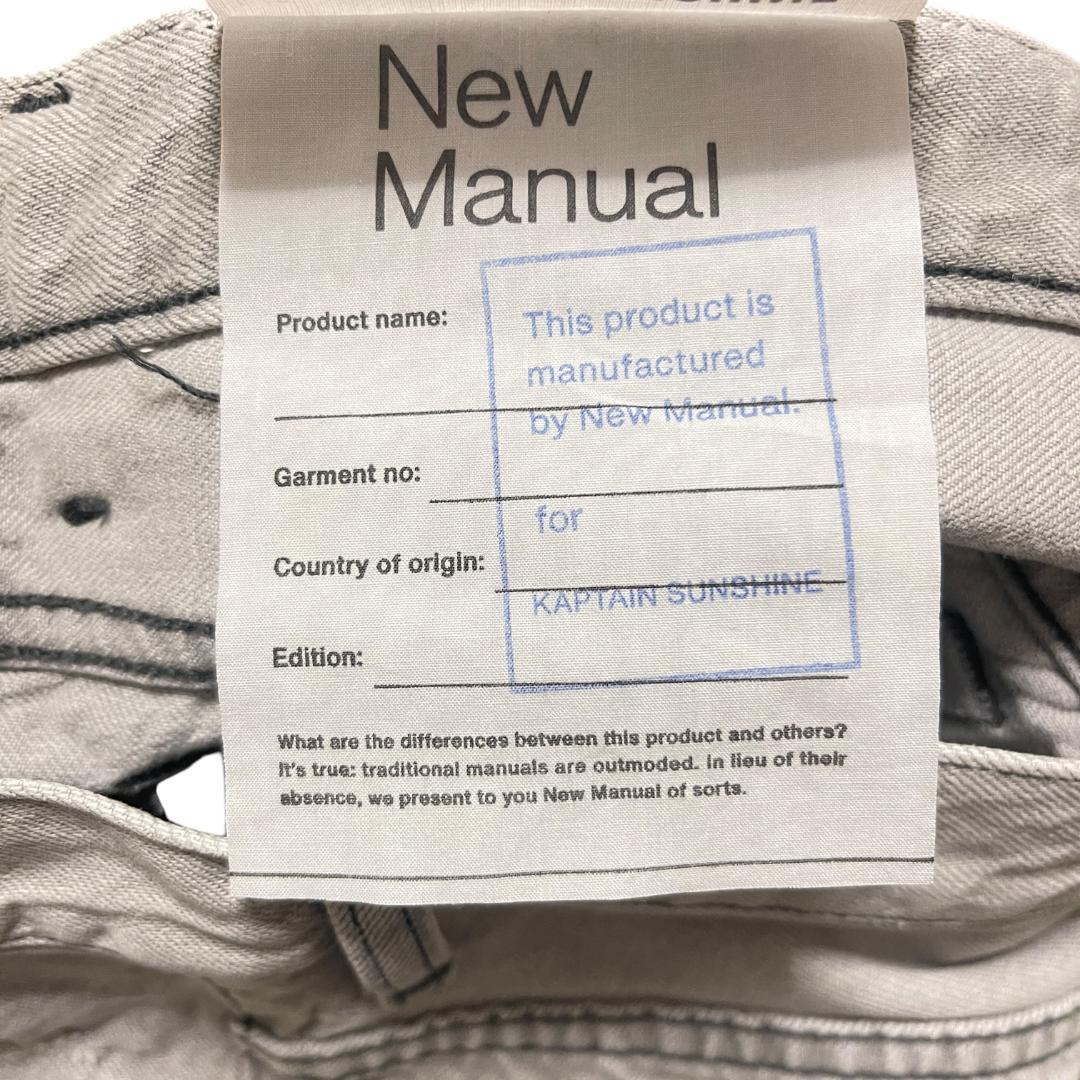 New
Manual
Product name:
This product is
manufactured
by New Manual.
Garment no:
for
Country of origin:
KAPTAIN SUNSHINE
Edition:
What are the differences between this product and others?
It's true: traditional manuals are outmoded. In lieu of their
absence, we present to you New Manual of sorts.